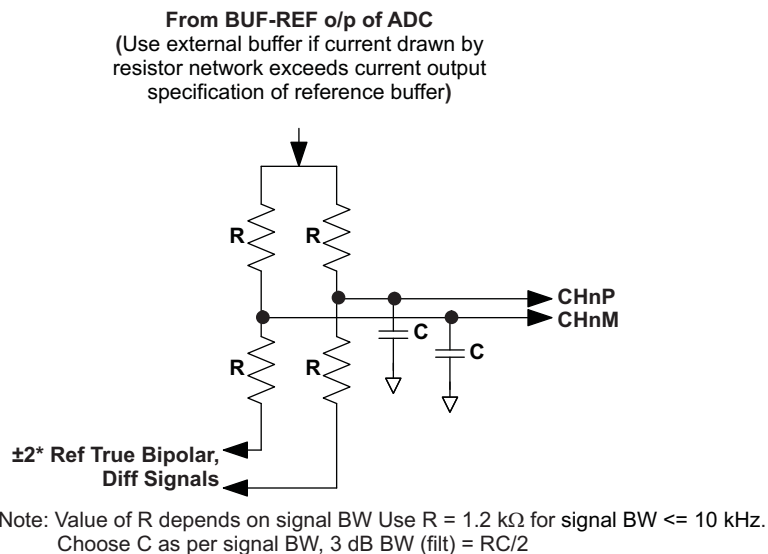 From BUF-REF o/p of ADC
(Use external buffer if current drawn by
resistor network exceeds current output
specification of reference buffer)
R
R
CHnP
CHnM
C
C
R
R
±2* Ref True Bipolar,
Diff Signals
Note: Value of R depends on signal BW Use R = 1.2 kΩ for signal BW <= 10 kHz.
Choose C as per signal BW, 3 dB BW (filt) = RC/2